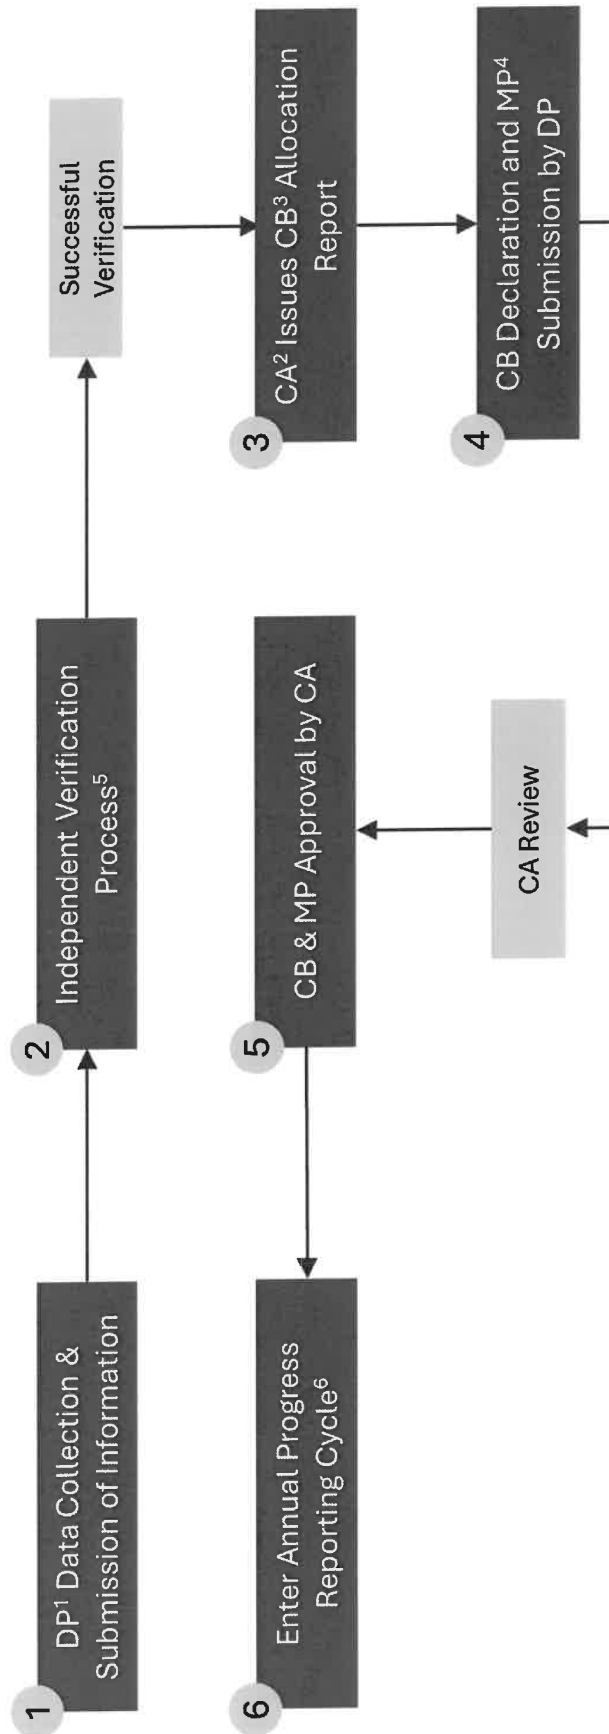 1
DP¹ Data Collection &
Submission of Information
2
Independent Verification
Process⁵
Successful
Verification
3
CA² Issues CB³ Allocation
Report
4
CB Declaration and MP⁴
Submission by DP
CA Review
5
CB & MP Approval by CA
6
Enter Annual Progress
Reporting Cycle⁶